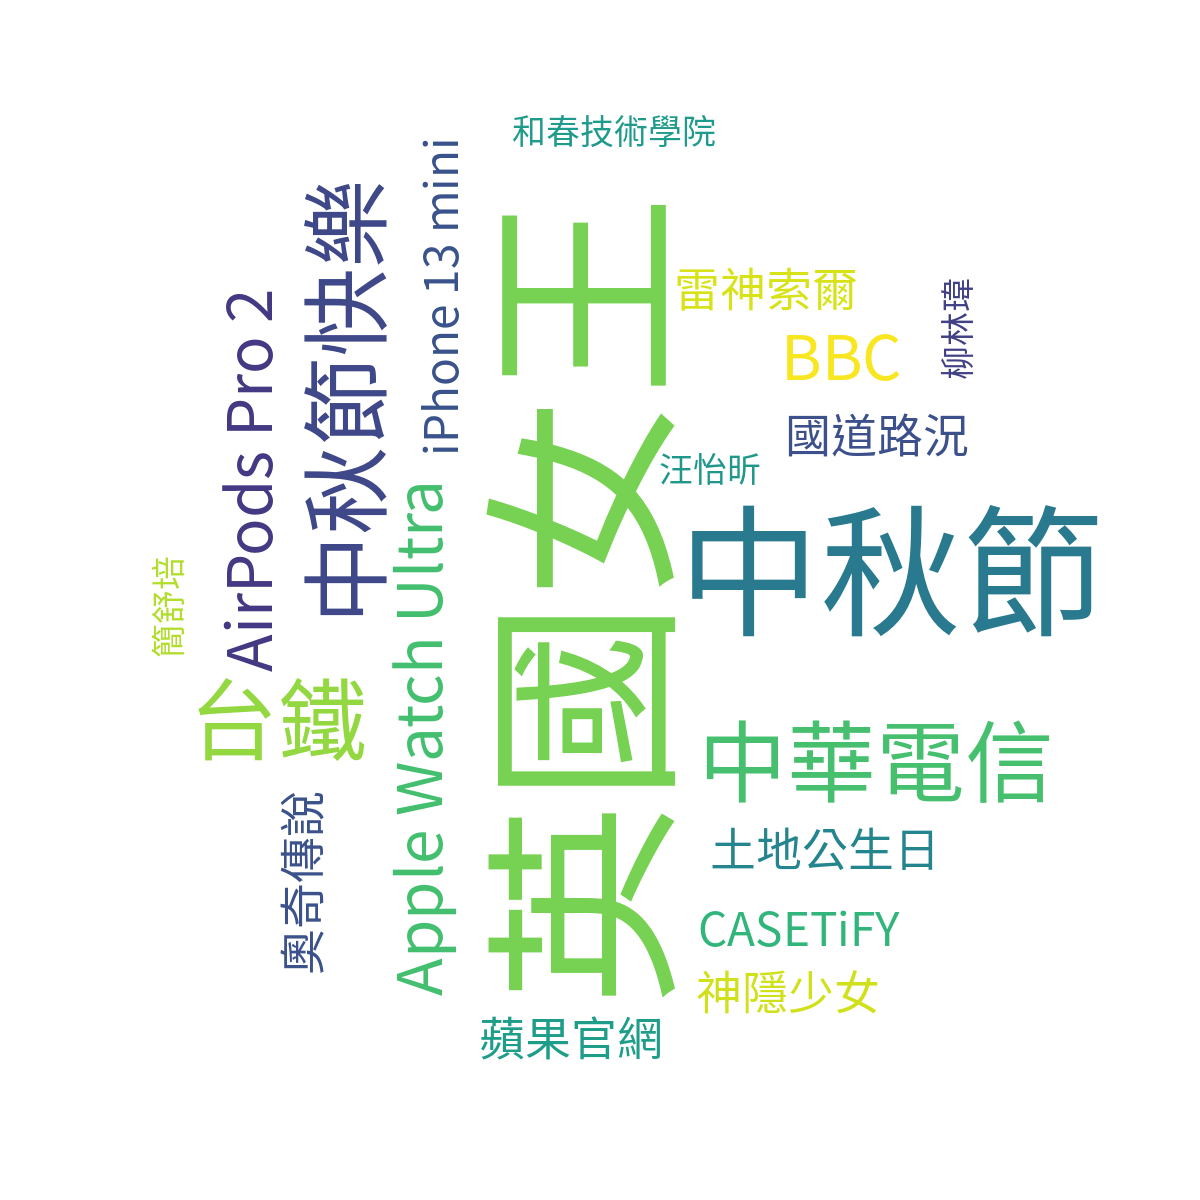 和春技術學院
英國女王
中秋節快樂
iPhone 13 mini
AirPods Pro 2
雷神索爾
柳林瑋
BBC
國道路況
汪怡昕
Apple Watch Ultra
中秋節
簡舒培
台鐵
中華電信
奧奇傳說
土地公生日
CASETiFY
神隱少女
蘋果官網